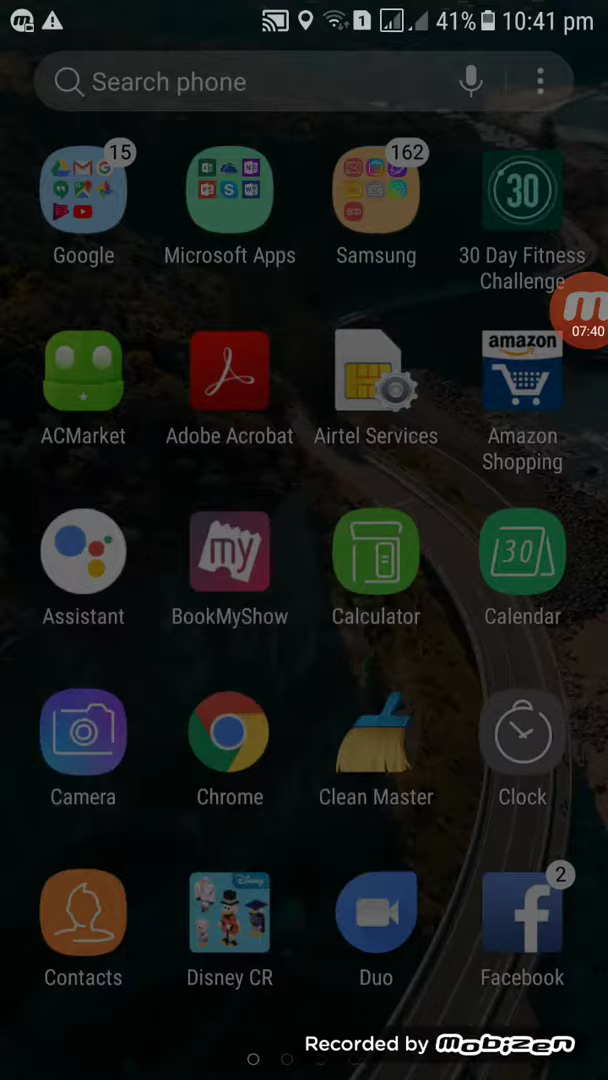 1 41% 10:41 pm
Search phone
15 162 30
Google Microsoft Apps Samsung 30 Day Fitness Challenge
07:40
amazon
ACMarket Adobe Acrobat Airtel Services Amazon Shopping
my 30
Assistant BookMyShow Calculator Calendar
Camera Chrome Clean Master Clock
Disney 2
Contacts Disney CR Duo Facebook
Recorded by mobizen